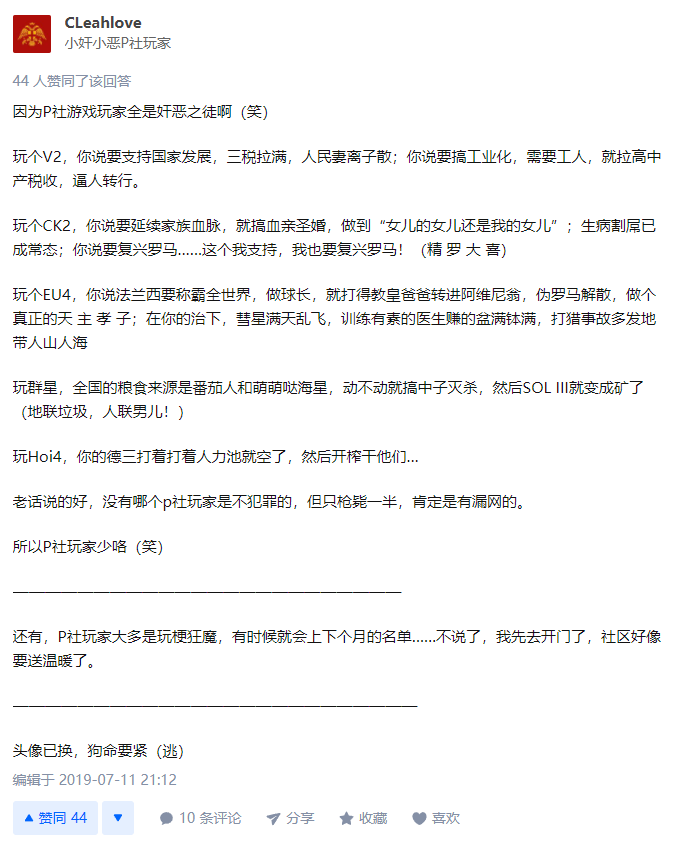 CLeahlove
小奸小恶P社玩家
44 人赞同了该回答
因为P社游戏玩家全是奸恶之徒啊（笑）
玩个V2，你说要支持国家发展，三税拉满，人民妻离子散；你说要搞工业化，需要工人，就拉高中
产税收，逼人转行。
玩个CK2，你说要延续家族血脉，就搞血亲圣婚，做到“女儿的女儿还是我的女儿”；生病割屌已
成常态；你说要复兴罗马......这个我支持，我也要复兴罗马！（精 罗 大 喜）
玩个EU4，你说法兰西要称霸全世界，做球长，就打得教皇爸爸转进阿维尼翁，伪罗马解散，做个
真正的天 主 孝 子；在你的治下，彗星满天乱飞，训练有素的医生赚的盆满钵满，打猎事故多发地
带人山人海
玩群星，全国的粮食来源是番茄人和萌萌哒海星，动不动就搞中子灭杀，然后SOL III就变成矿了
（地联垃圾，人联男儿！）
玩Hoi4，你的德三打着打着人力池就空了，然后开榨干他们...
老话说的好，没有哪个p社玩家是不犯罪的，但只枪毙一半，肯定是有漏网的。
所以P社玩家少咯（笑）
————————————————————————————
还有，P社玩家大多是玩梗狂魔，有时候就会上下个月的名单......不说了，我先去开门了，社区好像
要送温暖了。
—————————————————————————————
头像已换，狗命要紧（逃）
编辑于 2019-07-11 21:12
赞同 44 10 条评论 分享 收藏 喜欢